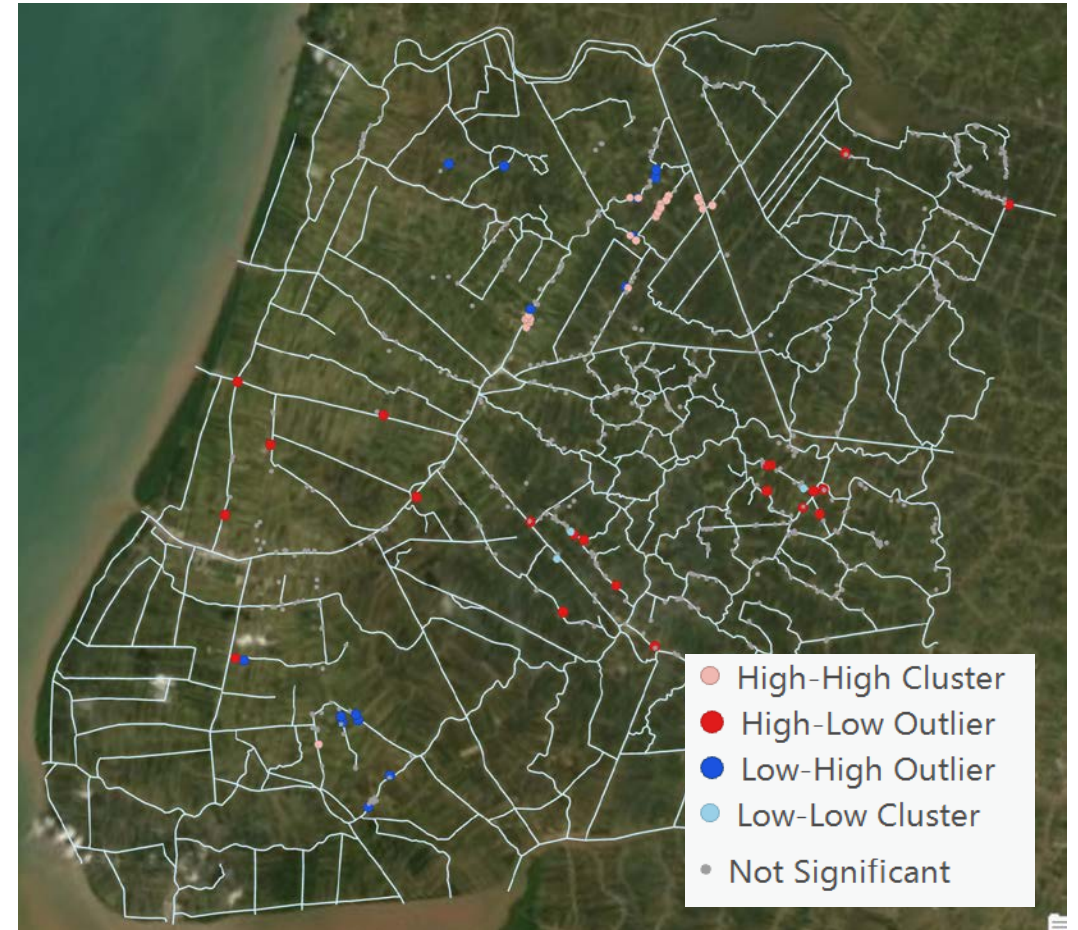 High-High Cluster
High-Low Outlier
Low-High Outlier
Low-Low Cluster
Not Significant